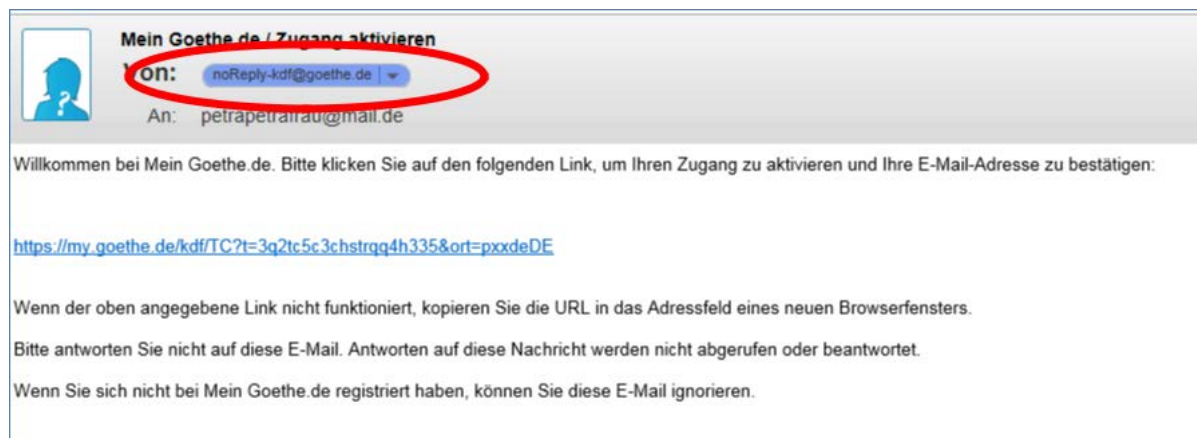 Mein Goethe.de / Zugang aktivieren
Von: noReply-kdf@goethe.de
An: petrapetrafrau@mail.de
Willkommen bei Mein Goethe.de. Bitte klicken Sie auf den folgenden Link, um Ihren Zugang zu aktivieren und Ihre E-Mail-Adresse zu bestätigen:
https://my.goethe.de/kdf/TC?t=3q2tc5c3chstrqq4h335&ort=pxxdeDE
Wenn der oben angegebene Link nicht funktioniert, kopieren Sie die URL in das Adressfeld eines neuen Browserfensters.
Bitte antworten Sie nicht auf diese E-Mail. Antworten auf diese Nachricht werden nicht abgerufen oder beantwortet.
Wenn Sie sich nicht bei Mein Goethe.de registriert haben, können Sie diese E-Mail ignorieren.